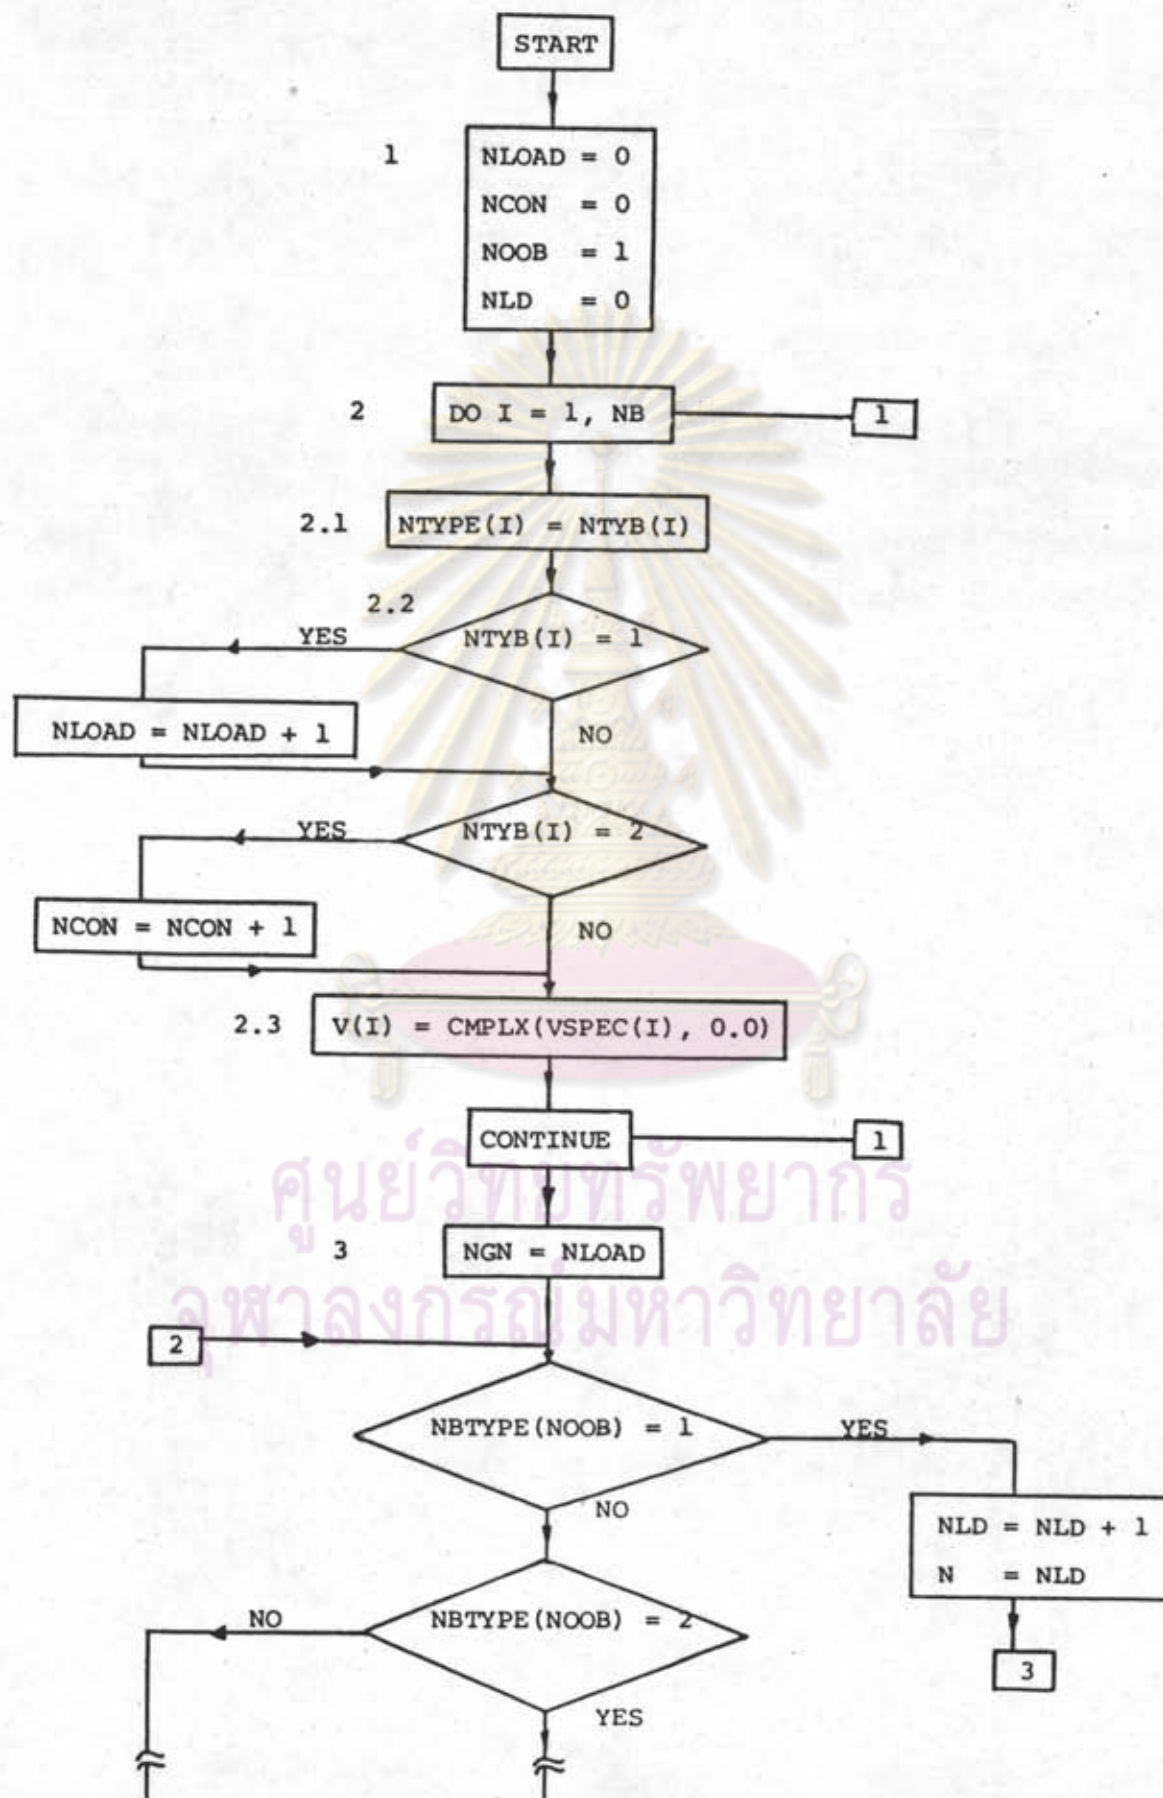 START
1
NLOAD = 0
NCON = 0
NOOB = 1
NLD = 0
2
DO I = 1, NB
1
2.1
NTYPE(I) = NTYB(I)
2.2
YES
NTYB(I) = 1
NLOAD = NLOAD + 1
NO
YES
NTYB(I) = 2
NCON = NCON + 1
NO
2.3
V(I) = CMPLX(VSPEC(I), 0.0)
CONTINUE
1
ศูนย์วิทยทรัพยากร
3
NGN = NLOAD
จุฬาลงกรณ์มหาวิทยาลัย
2
NBTYPE(NOOB) = 1
YES
NO
NLD = NLD + 1
N = NLD
NO
NBTYPE(NOOB) = 2
3
YES